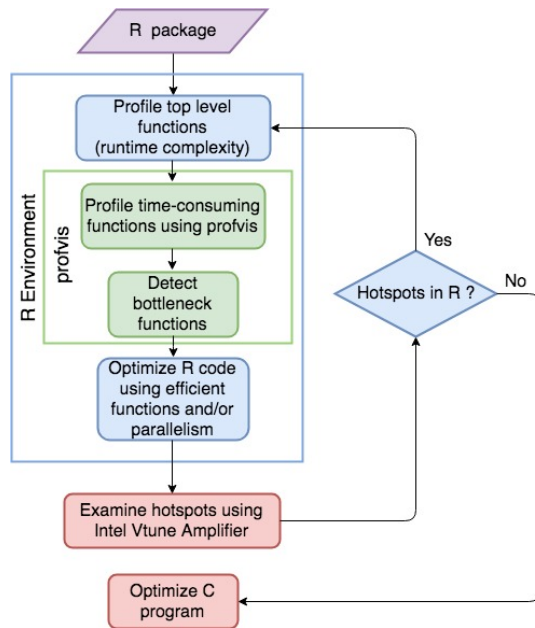 R package
Profile top level
functions
(runtime complexity)
R Environment
profvis
Profile time-consuming
functions using profvis
Detect
bottleneck
functions
Optimize R code
using efficient
functions and/or
parallelism
Examine hotspots using
Intel Vtune Amplifier
Yes
Hotspots in R ?
No
Optimize C
program